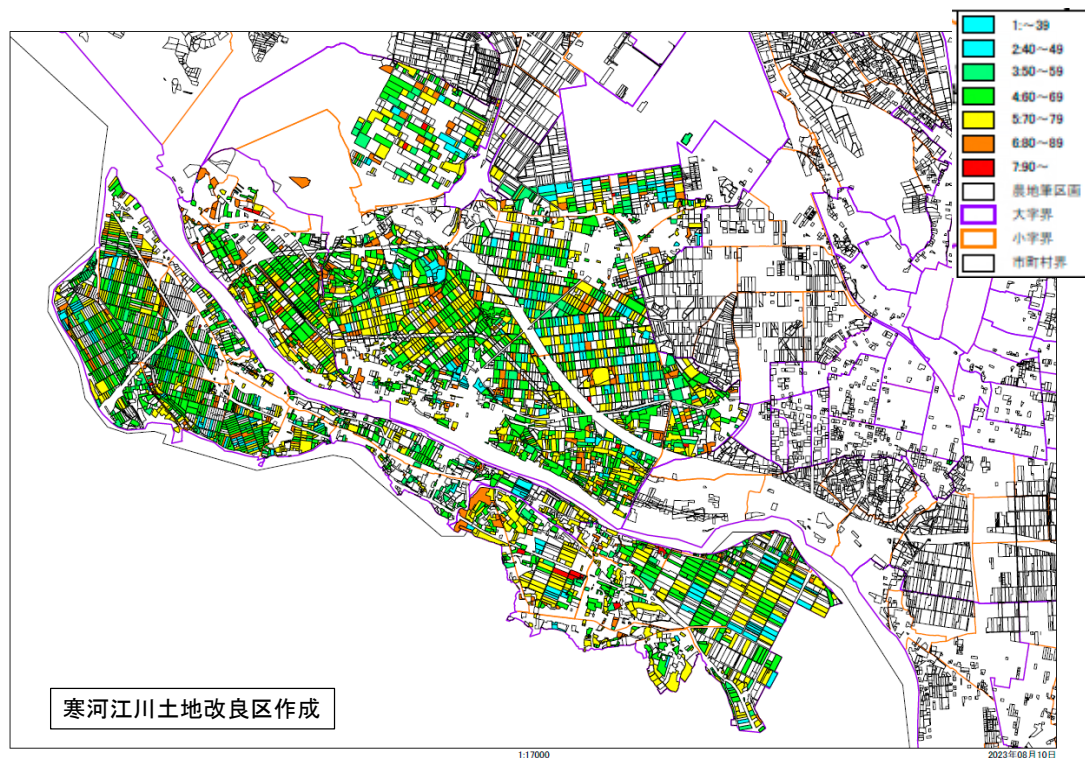 1:~39
2:40~49
3:50~59
4:60~69
5:70~79
6:80~89
7:90~
農地筆区画
大字界
小字界
市町村界
寒河江川土地改良区作成
1:17000
2023年08月10日